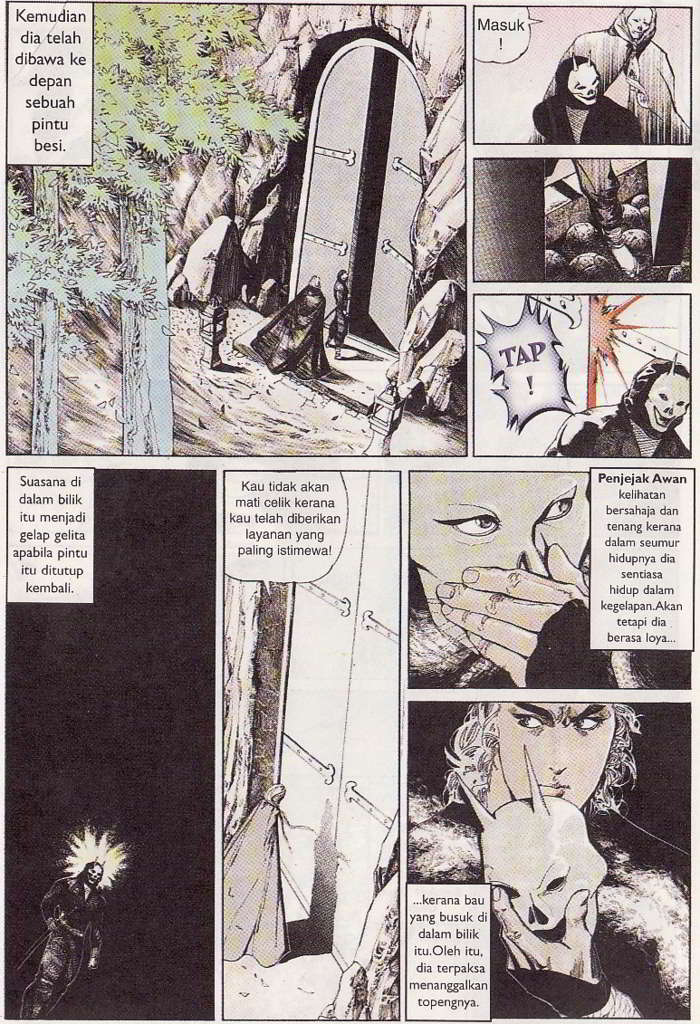 Kemudian
dia telah
dibawa ke
depan
sebuah
pintu
besi.
Masuk
!
TAP
!
Suasana di
dalam bilik
itu menjadi
gelap gelita
apabila pintu
itu ditutup
kembali.
Kau tidak akan
mati celik kerana
kau telah diberikan
layanan yang
paling istimewa!
Penjejak Awan
kelihatan
bersahaja dan
tenang kerana
dalam seumur
hidupnya dia
sentiasa
hidup dalam
kegelapan.Akan
tetapi dia
berasa loya...
...kerana bau
yang busuk di
dalam bilik
itu.Oleh itu,
dia terpaksa
menanggalkan
topengnya.